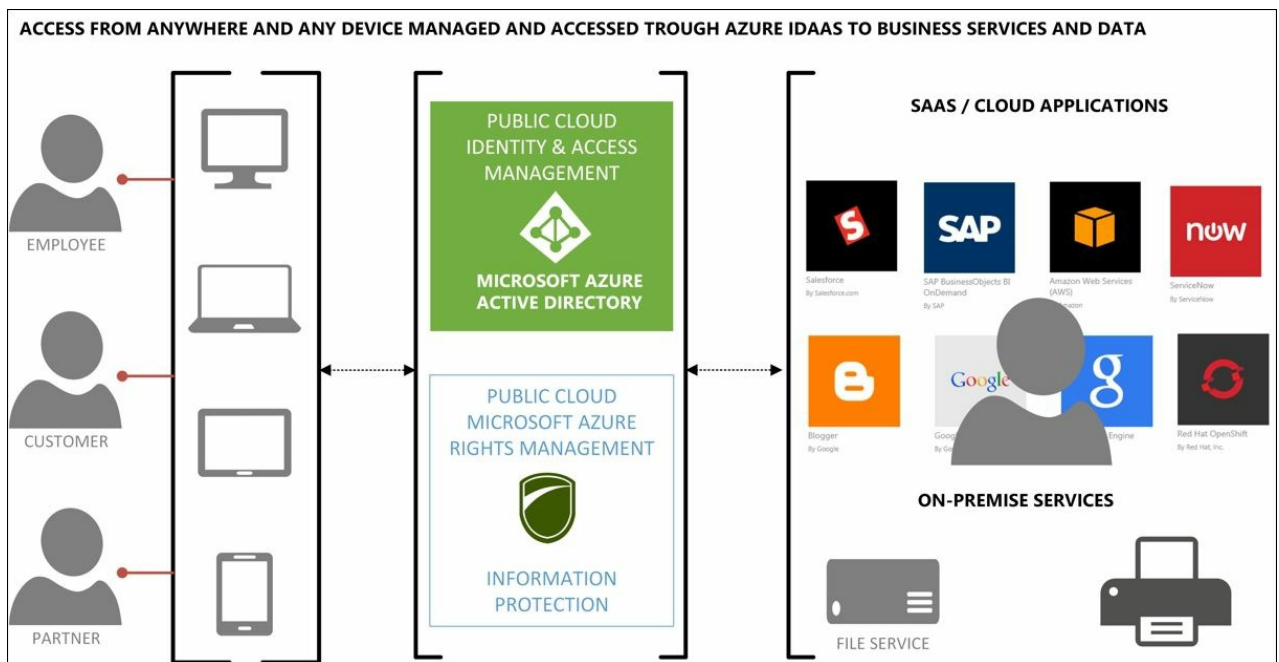 ACCESS FROM ANYWHERE AND ANY DEVICE MANAGED AND ACCESSED TROUGH AZURE IDAAS TO BUSINESS SERVICES AND DATA
EMPLOYEE
CUSTOMER
PARTNER
PUBLIC CLOUD
IDENTITY & ACCESS
MANAGEMENT
MICROSOFT AZURE
ACTIVE DIRECTORY
PUBLIC CLOUD
MICROSOFT AZURE
RIGHTS MANAGEMENT
INFORMATION
PROTECTION
SAAS / CLOUD APPLICATIONS
S
SAP
now
Salesforce
By Salesforce.com
SAP BusinessObjects BI
OnDemand
By SAP
Amazon Web Services
(AWS)
Amazon
ServiceNow
By ServiceNow
B
Google
g
Blogger
By Google
Engine
Red Hat OpenShift
By Red Hat, Inc.
ON-PREMISE SERVICES
FILE SERVICE